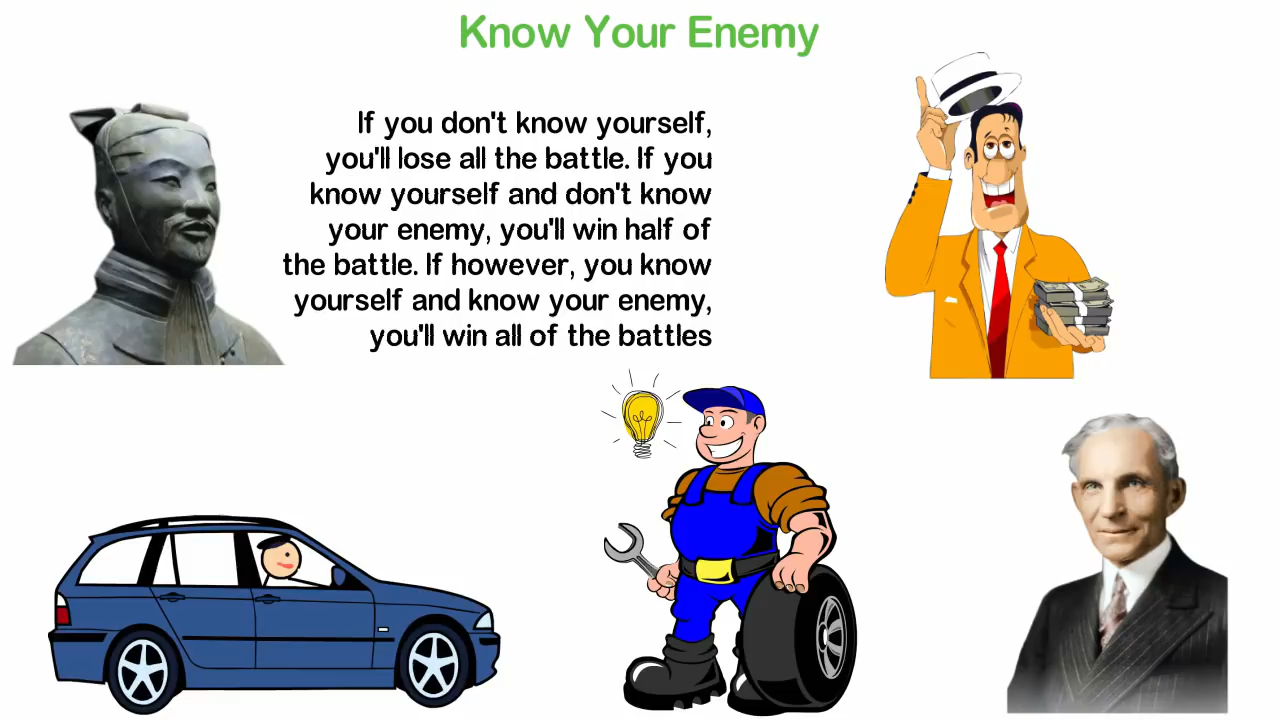 Know Your Enemy
If you don't know yourself,
you'll lose all the battle. If you
know yourself and don't know
your enemy, you'll win half of
the battle. If however, you know
yourself and know your enemy,
you'll win all of the battles